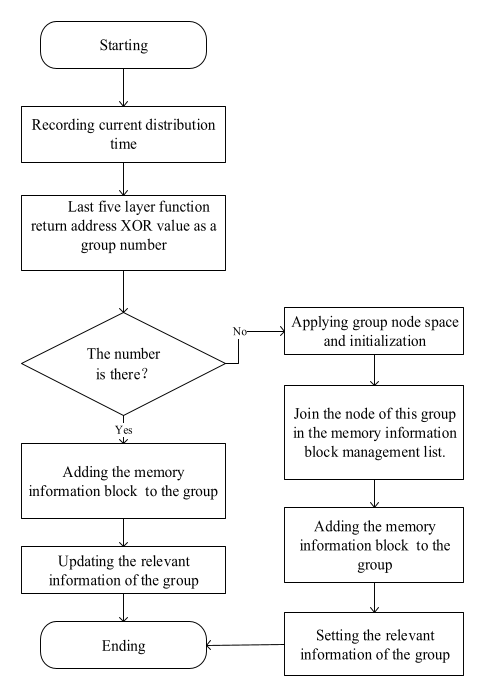 Starting
Recording current distribution
time
Last five layer function
return address XOR value as a
group number
The number
is there?
No
Yes
Applying group node space
and initialization
Join the node of this group
in the memory information
block management list.
Adding the memory
information block to the group
Adding the memory
information block to the
group
Updating the relevant
information of the group
Setting the relevant
information of the group
Ending